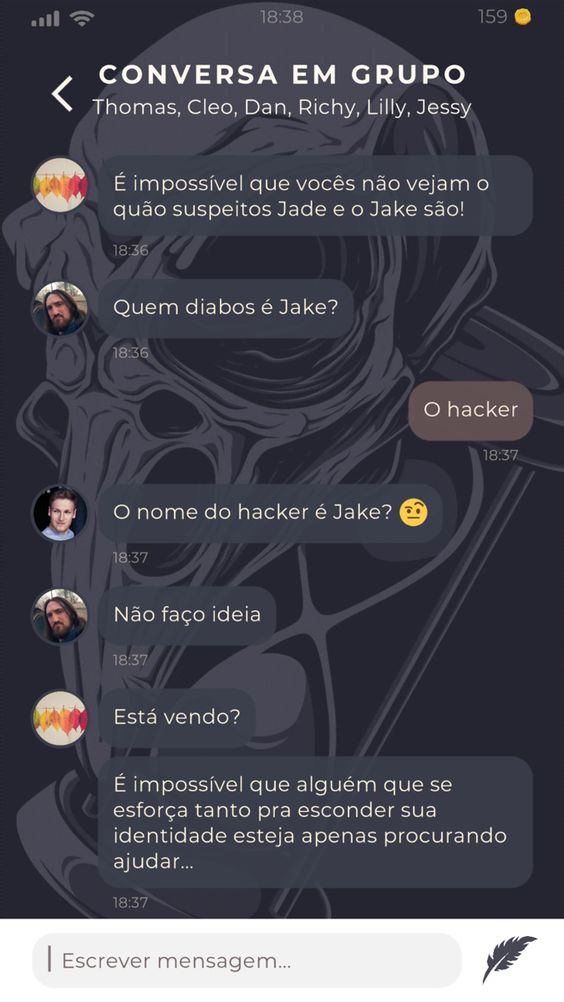 18:38
159
CONVERSA EM GRUPO
Thomas, Cleo, Dan, Richy, Lilly, Jessy
É impossível que vocês não vejam o
quão suspeitos Jade e o Jake são!
18:36
Quem diabos é Jake?
18:36
O hacker
18:37
O nome do hacker é Jake? 🤨
18:37
Não faço ideia
18:37
Está vendo?
É impossível que alguém que se
esforça tanto pra esconder sua
identidade esteja apenas procurando
ajudar...
18:37
Escrever mensagem...